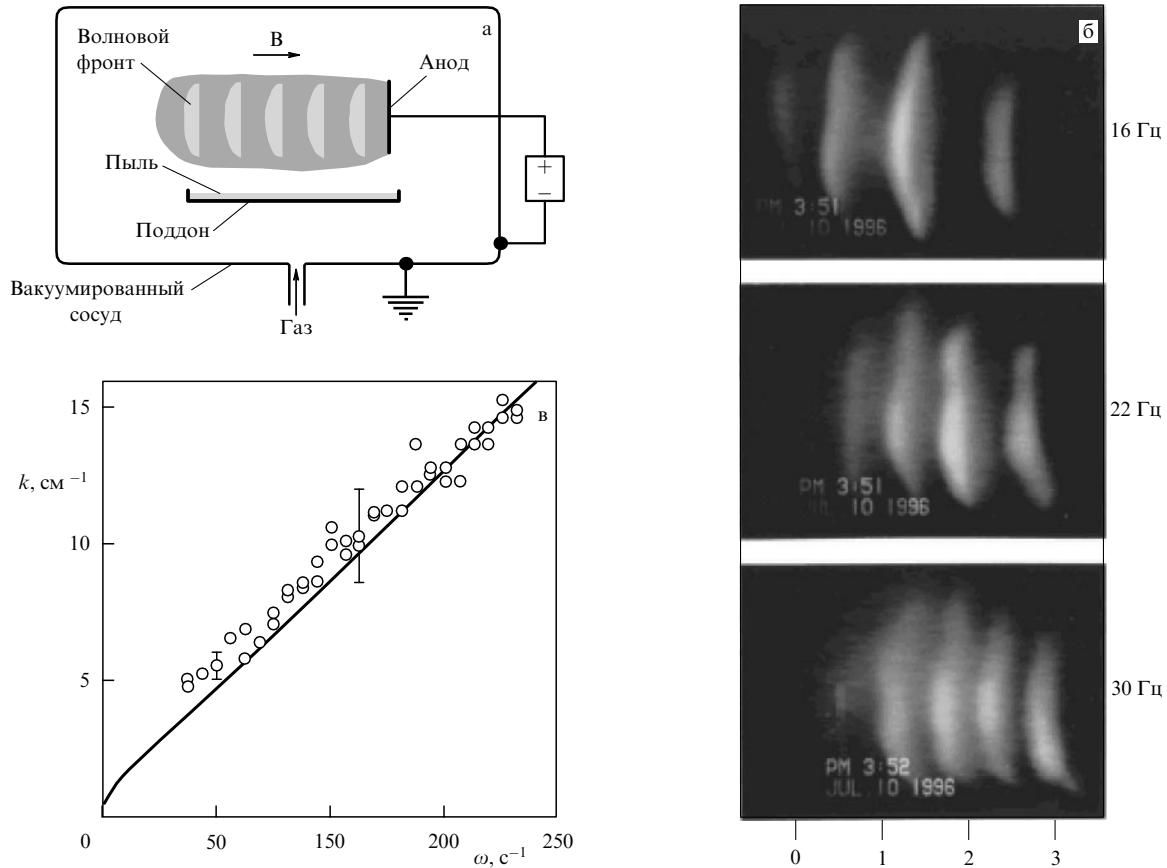 а
Волновой
фронт
B
Анод
Пыль
Поддон
+
−
Вакуумированный
сосуд
Газ
б
16 Гц
PM 3:51
10 1996
22 Гц
PM 3:51
JUL 10 1996
30 Гц
PM 3:52
JUL 10 1996
0
1
2
3
в
15
k, см −1
10
5
0
50
150
200
250
ω, с−1